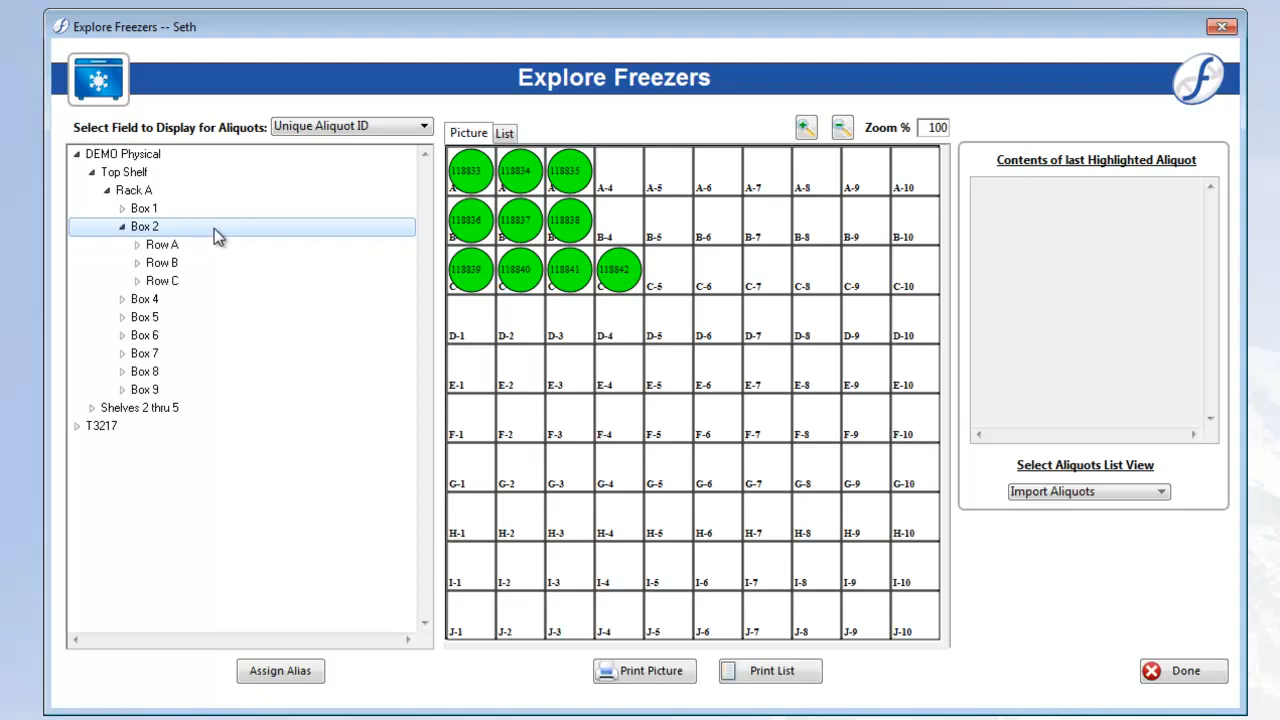 Explore Freezers -- Seth
Explore Freezers
Select Field to Display for Aliquots: Unique Aliquot ID
Picture List
Zoom % 100
DEMO Physical
Top Shelf
Rack A
Box 1
Box 2
Row A
Row B
Row C
Box 4
Box 5
Box 6
Box 7
Box 8
Box 9
Shelves 2 thru 5
T3217
118833 118834 118835
A A-4 A-5 A-6 A-7 A-8 A-9 A-10
118836 118837 118838
B-4 B-5 B-6 B-7 B-8 B-9 B-10
118839 118840 118841 118842
C-5 C-6 C-7 C-8 C-9 C-10
D-1 D-2 D-3 D-4 D-5 D-6 D-7 D-8 D-9 D-10
E-1 E-2 E-3 E-4 E-5 E-6 E-7 E-8 E-9 E-10
F-1 F-2 F-3 F-4 F-5 F-6 F-7 F-8 F-9 F-10
G-1 G-2 G-3 G-4 G-5 G-6 G-7 G-8 G-9 G-10
H-1 H-2 H-3 H-4 H-5 H-6 H-7 H-8 H-9 H-10
I-1 I-2 I-3 I-4 I-5 I-6 I-7 I-8 I-9 I-10
J-1 J-2 J-3 J-4 J-5 J-6 J-7 J-8 J-9 J-10
Contents of last Highlighted Aliquot
Select Aliquots List View
Import Aliquots
Assign Alias
Print Picture
Print List
Done